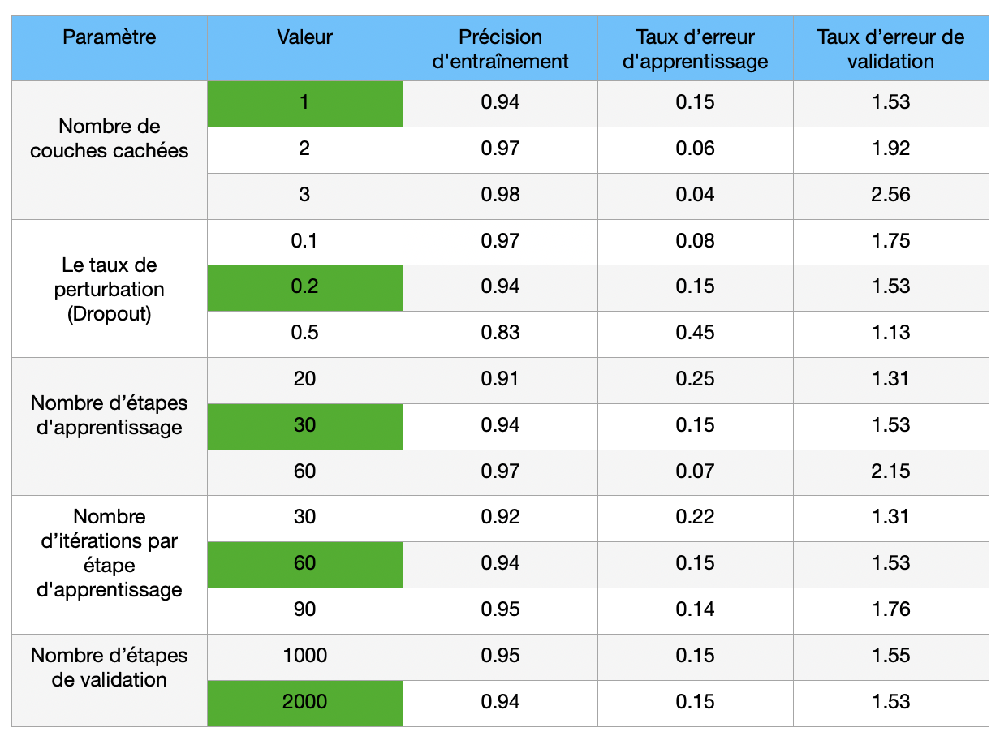 Paramètre Valeur Précision d'entraînement Taux d’erreur d'apprentissage Taux d’erreur de validation
Nombre de couches cachées
1 0.94 0.15 1.53
2 0.97 0.06 1.92
3 0.98 0.04 2.56
Le taux de perturbation (Dropout)
0.1 0.97 0.08 1.75
0.2 0.94 0.15 1.53
0.5 0.83 0.45 1.13
Nombre d’étapes d'apprentissage
20 0.91 0.25 1.31
30 0.94 0.15 1.53
60 0.97 0.07 2.15
Nombre d’itérations par étape d'apprentissage
30 0.92 0.22 1.31
60 0.94 0.15 1.53
90 0.95 0.14 1.76
Nombre d’étapes de validation
1000 0.95 0.15 1.55
2000 0.94 0.15 1.53